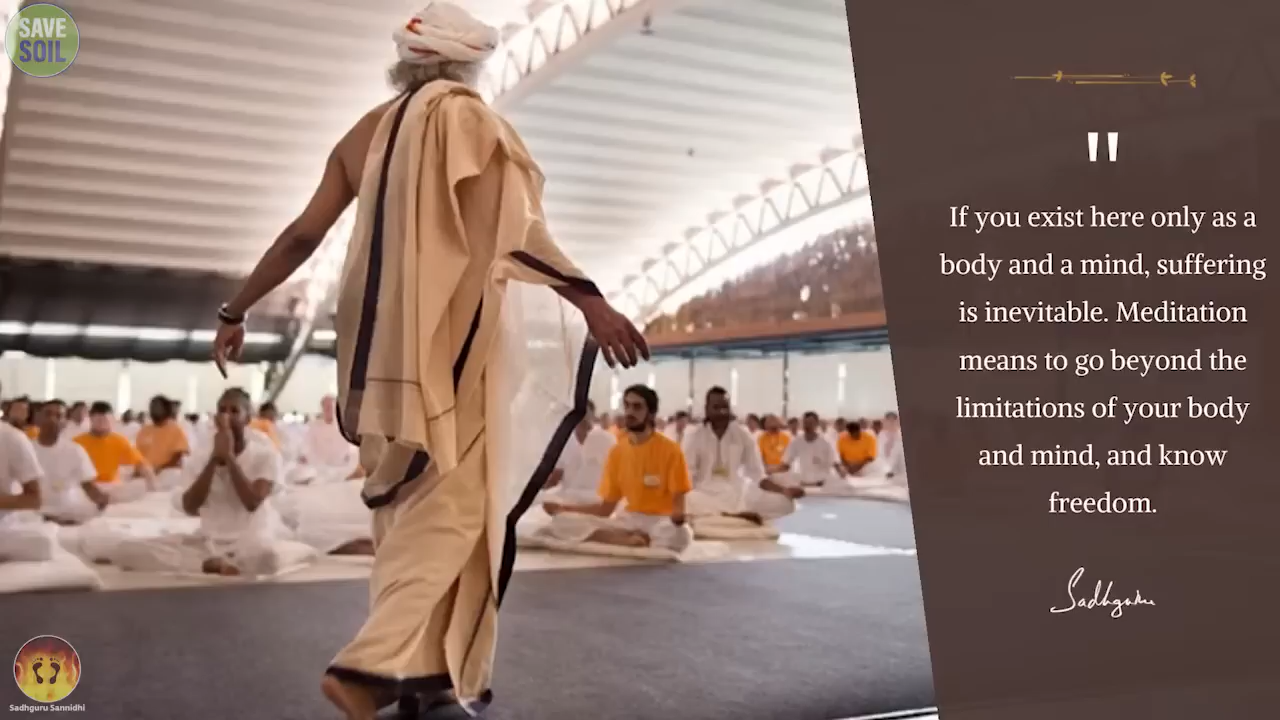 SAVE
SOIL
"
If you exist here only as a
body and a mind, suffering
is inevitable. Meditation
means to go beyond the
limitations of your body
and mind, and know
freedom.
Sadhguru
Sadhguru Sannidhi